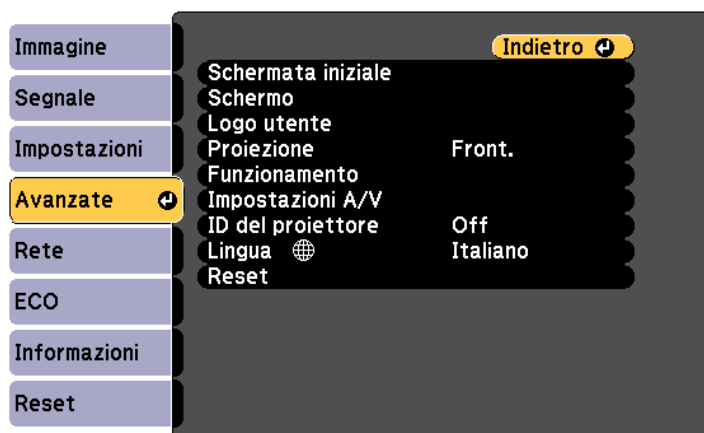 Immagine
Segnale
Impostazioni
Avanzate
Rete
ECO
Informazioni
Reset
Indietro
Schermata iniziale
Schermo
Logo utente
Proiezione Front.
Funzionamento
Impostazioni A/V
ID del proiettore Off
Lingua Italiano
Reset